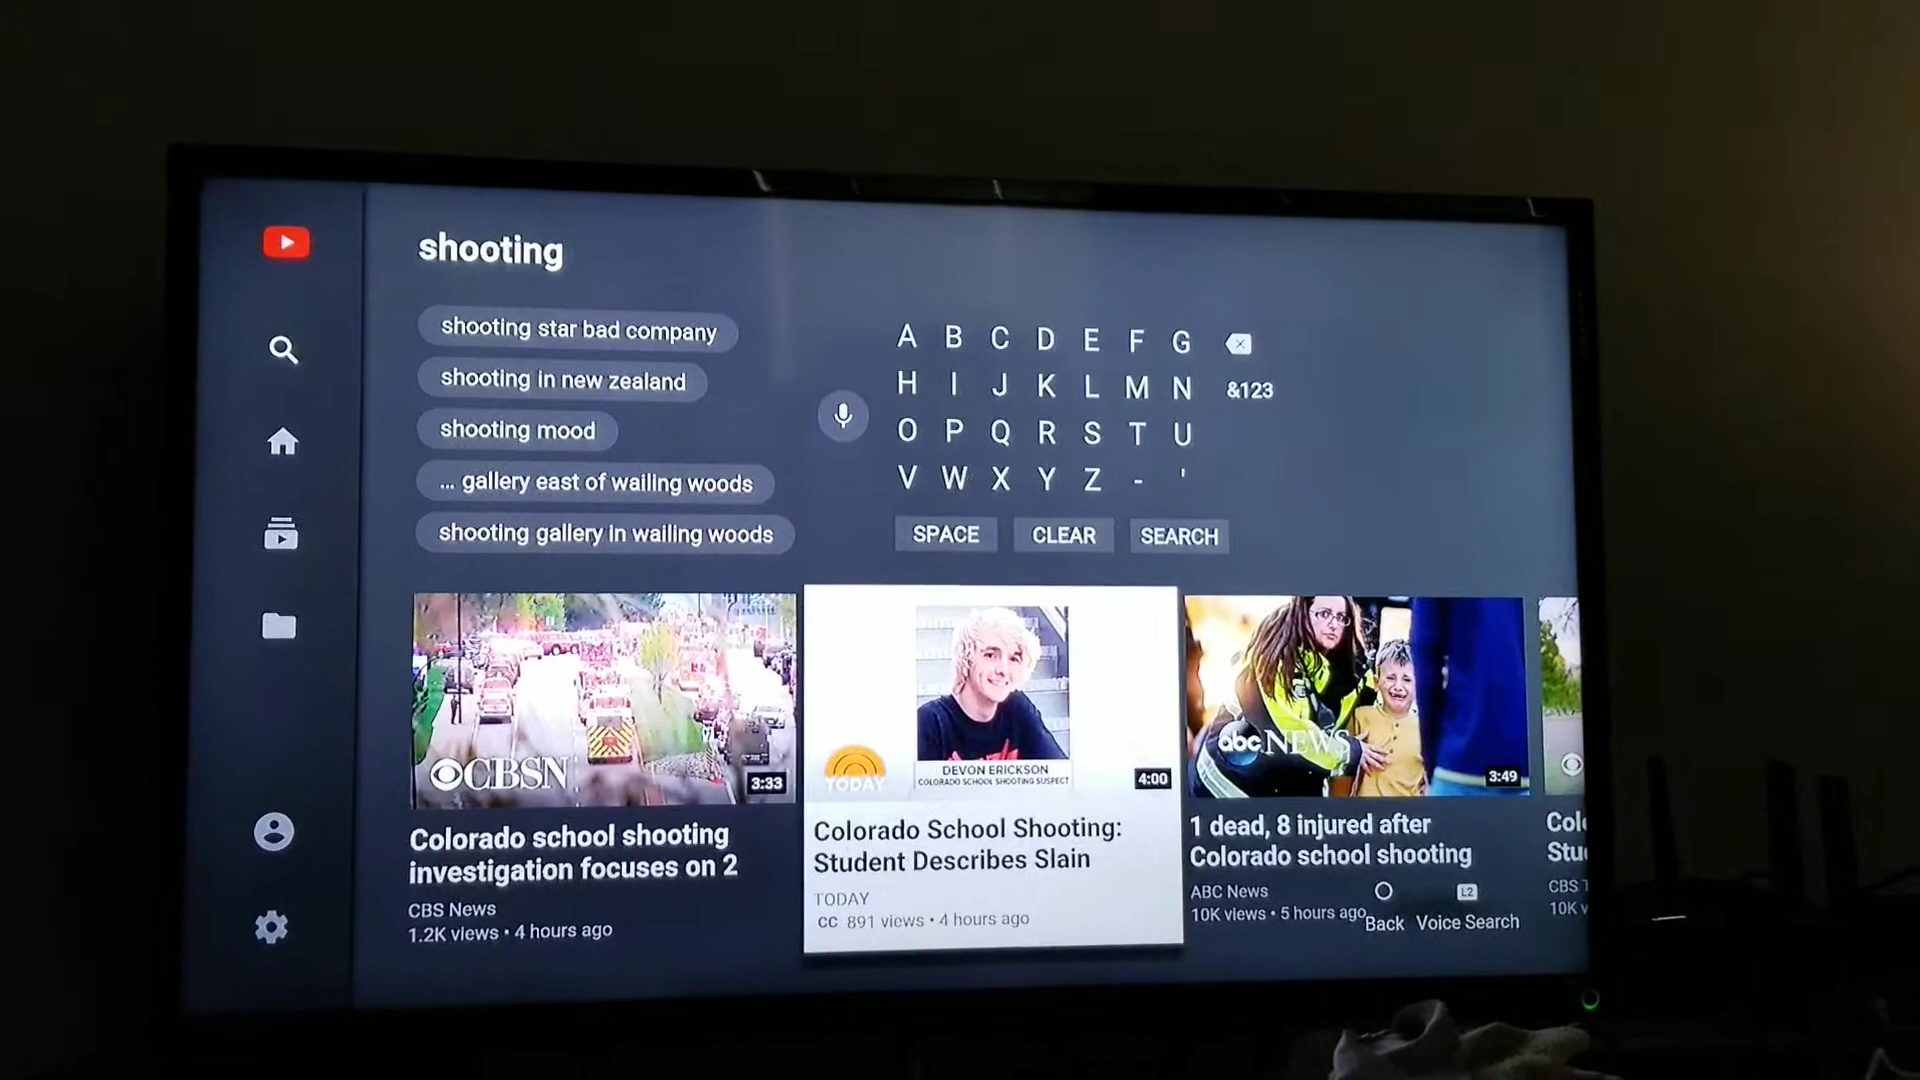 shooting
shooting star bad company
shooting in new zealand
shooting mood
... gallery east of wailing woods
shooting gallery in wailing woods
A B C D E F G
H I J K L M N &123
O P Q R S T U
V W X Y Z - '
SPACE CLEAR SEARCH
CBSN
3:33
Colorado school shooting
investigation focuses on 2
CBS News
1.2K views • 4 hours ago
TODAY
DEVON ERICKSON
COLORADO SCHOOL SHOOTING SUSPECT
4:00
Colorado School Shooting:
Student Describes Slain
TODAY
CC 891 views • 4 hours ago
abc NEWS
3:49
1 dead, 8 injured after
Colorado school shooting
ABC News
10K views • 5 hours ago
L2
Back Voice Search
CBS
10K